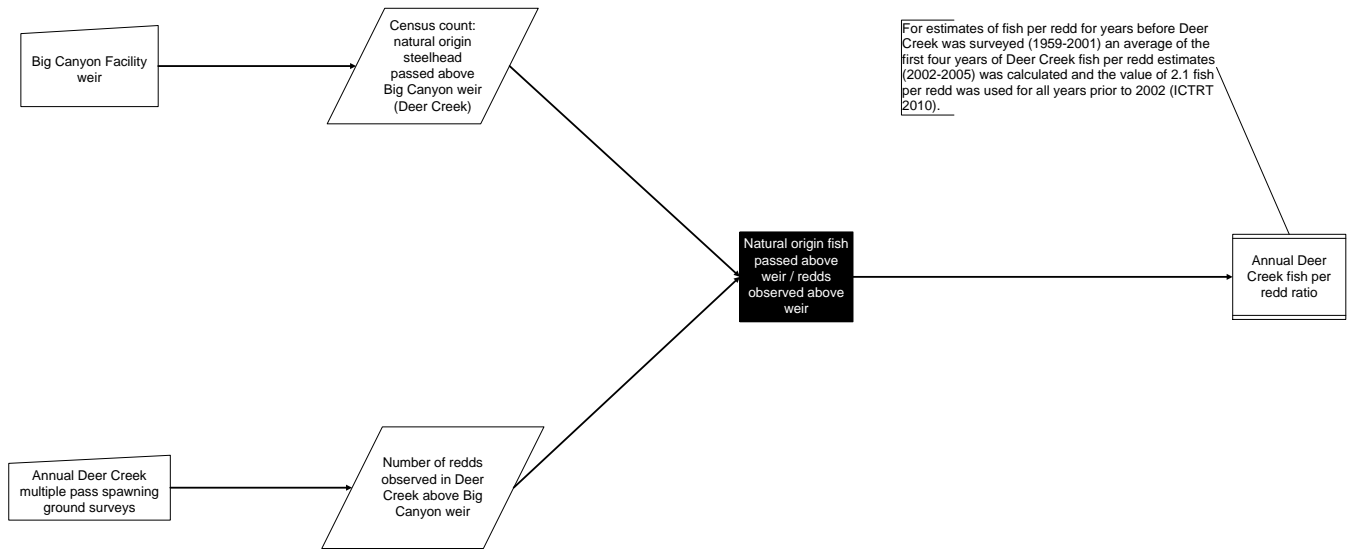 Big Canyon Facility
weir
Census count:
natural origin
steelhead
passed above
Big Canyon weir
(Deer Creek)
For estimates of fish per redd for years before Deer
Creek was surveyed (1959-2001) an average of the
first four years of Deer Creek fish per redd estimates
(2002-2005) was calculated and the value of 2.1 fish
per redd was used for all years prior to 2002 (ICTRT
2010).
Natural origin fish
passed above
weir / redds
observed above
weir
Annual Deer
Creek fish per
redd ratio
Annual Deer Creek
multiple pass spawning
ground surveys
Number of redds
observed in Deer
Creek above Big
Canyon weir